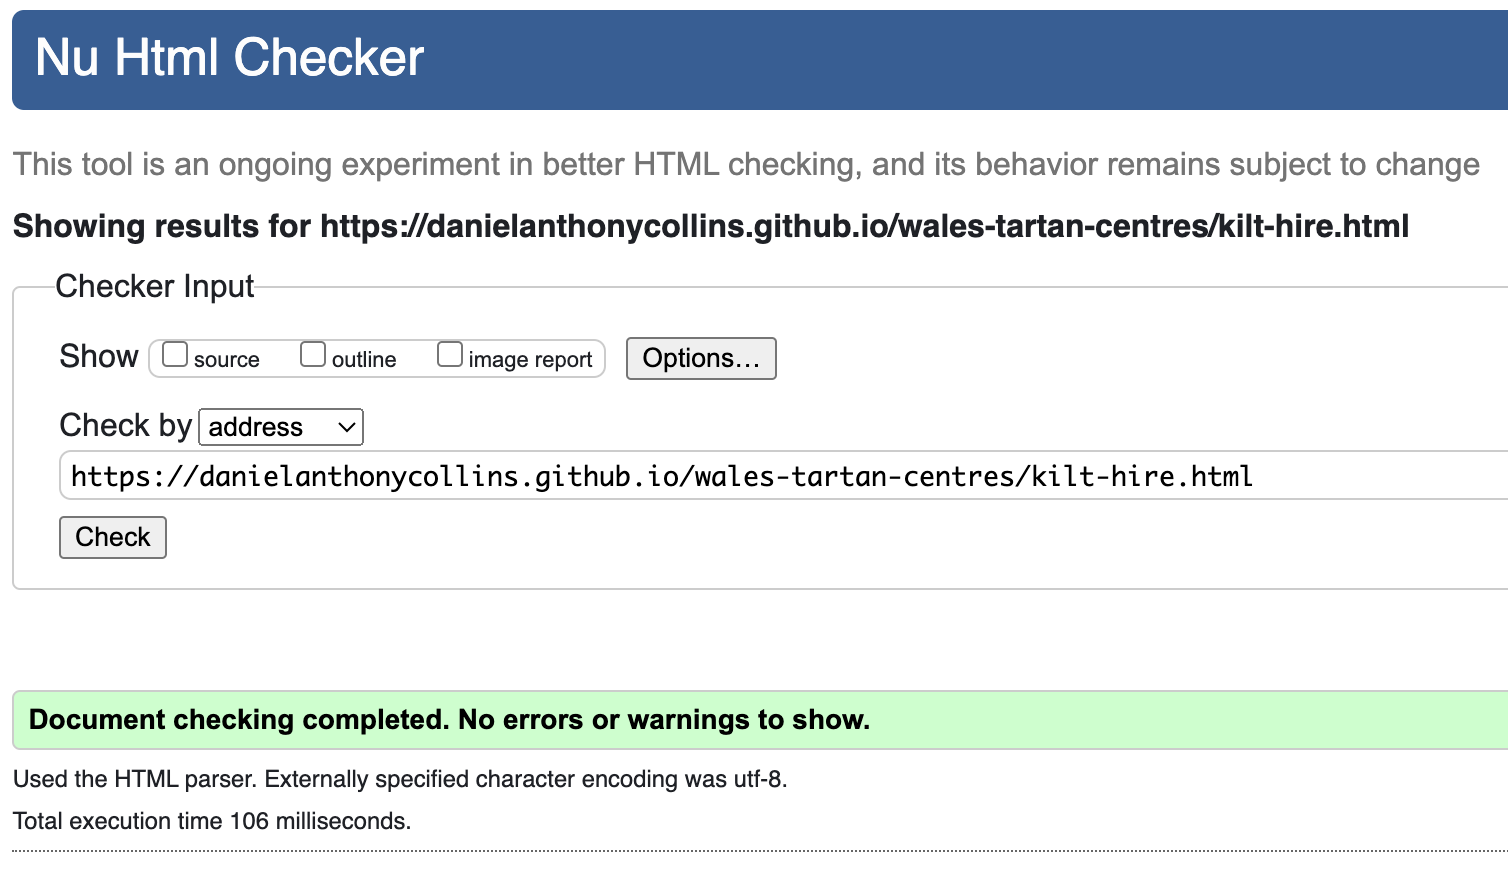 Nu Html Checker
This tool is an ongoing experiment in better HTML checking, and its behavior remains subject to change
Showing results for https://danielanthonycollins.github.io/wales-tartan-centres/kilt-hire.html
Checker Input
Show source outline image report Options…
Check by address
https://danielanthonycollins.github.io/wales-tartan-centres/kilt-hire.html
Check
Document checking completed. No errors or warnings to show.
Used the HTML parser. Externally specified character encoding was utf-8.
Total execution time 106 milliseconds.